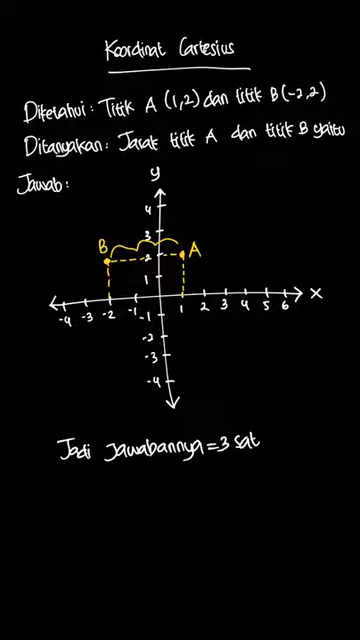 Koordinat Cartesius
Diketahui: Titik A (1,2) dan titik B (-2,2)
Ditanyakan: Jarak titik A dan titik B yaitu
Jawab:
y
4
3
B
A
2
1
x
-4 -3 -2 -1 1 2 3 4 5 6
-1
-2
-3
-4
Jadi jawabannya = 3 sat